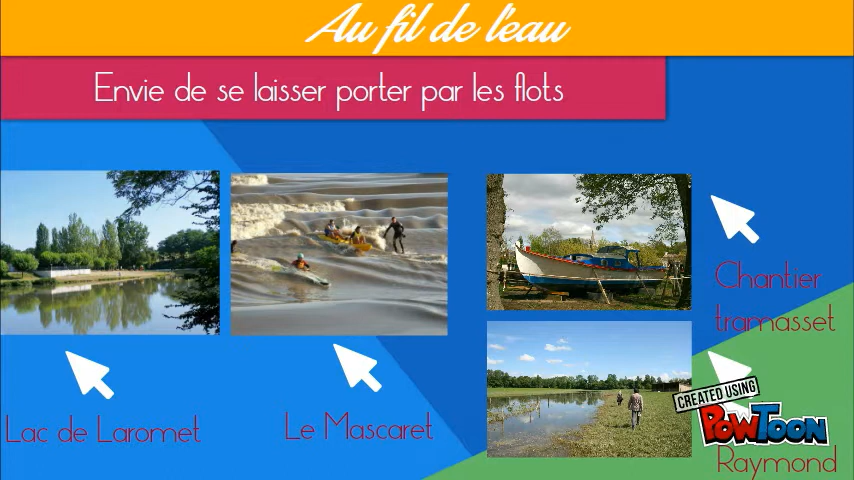 Au fil de l'eau
Envie de se laisser porter par les flots
Chantier
tramasset
Lac de Laromet
Le Mascaret
CREATED USING
POWTOON
Raymond